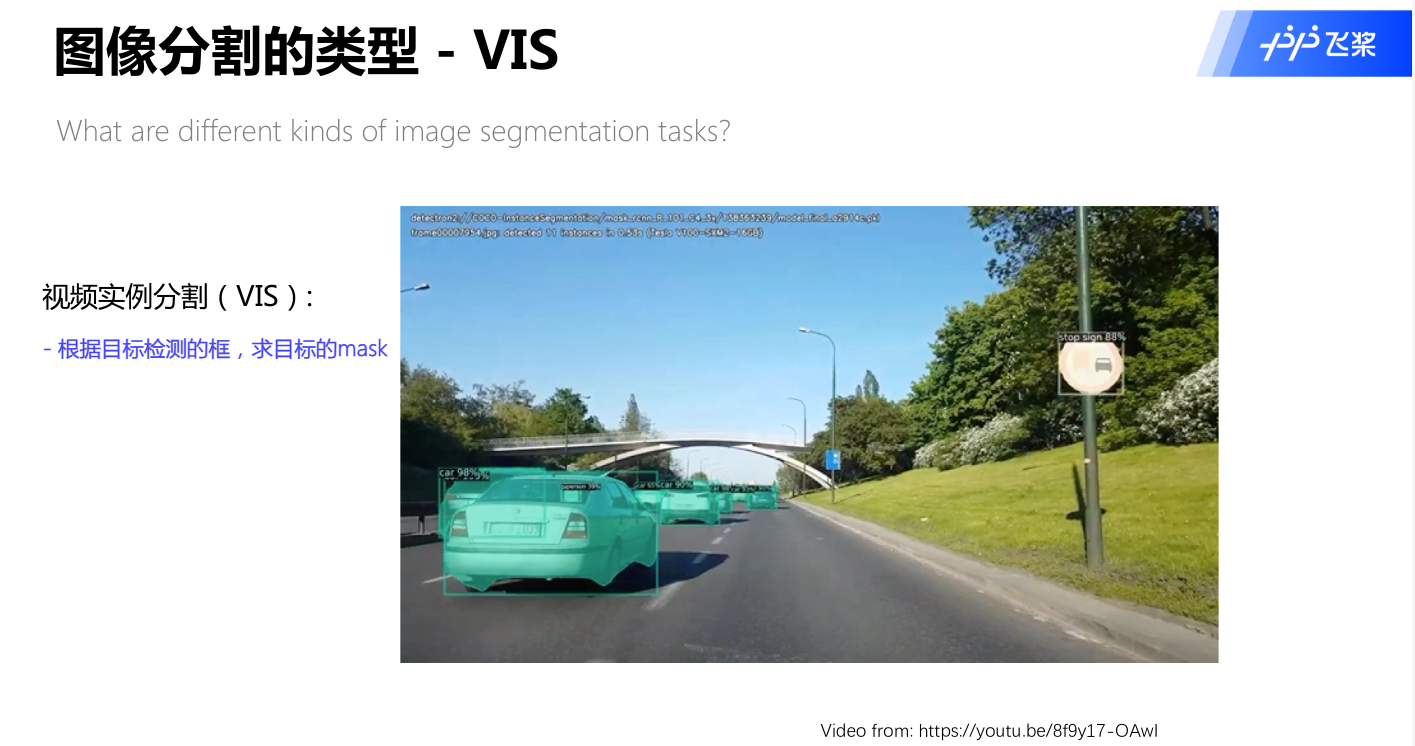 图像分割的类型 - VIS
飞桨
What are different kinds of image segmentation tasks?
detectron2://COCO-InstanceSegmentation/mask_rcnn_R_101_C4_3x/138363239/model_final_a2914c.pkl
frame00007954.jpg: detected 11 instances in 0.53s (Tesla V100-SXM2-16GB)
视频实例分割（VIS）:
- 根据目标检测的框，求目标的mask
stop sign 88%
car 98%
person 39%
car 90%
Video from: https://youtu.be/8f9y17-OAwI